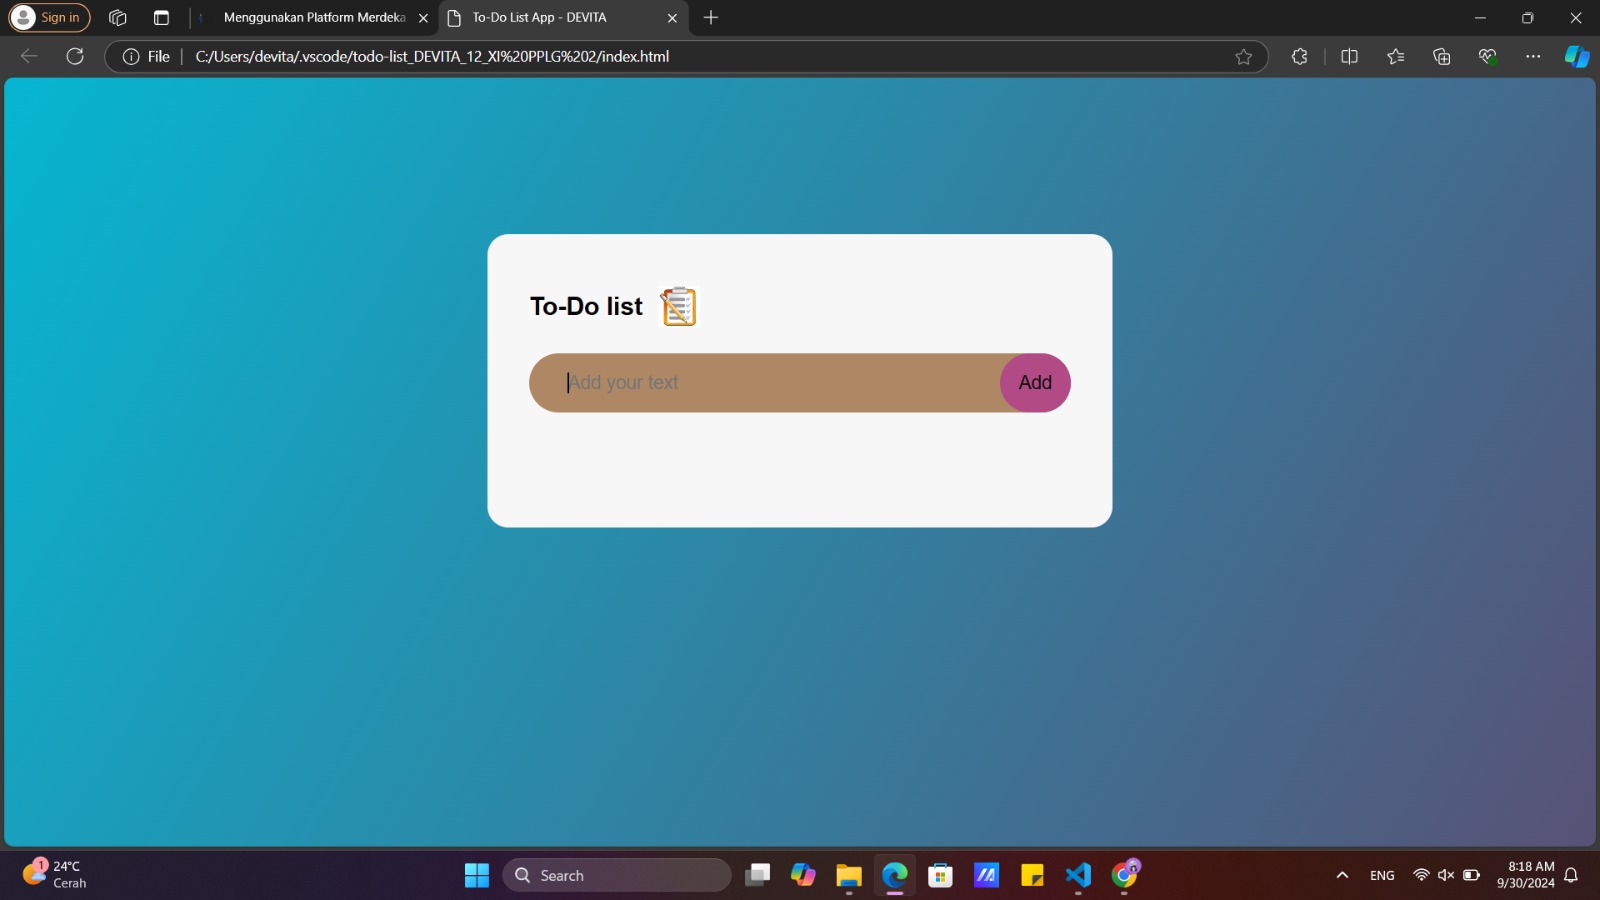 Sign in
Menggunakan Platform Merdeka
To-Do List App - DEVITA
File
C:/Users/devita/.vscode/todo-list_DEVITA_12_XI%20PPLG%202/index.html
To-Do list
Add your text
Add
1
24°C
Cerah
Search
ENG
8:18 AM
9/30/2024